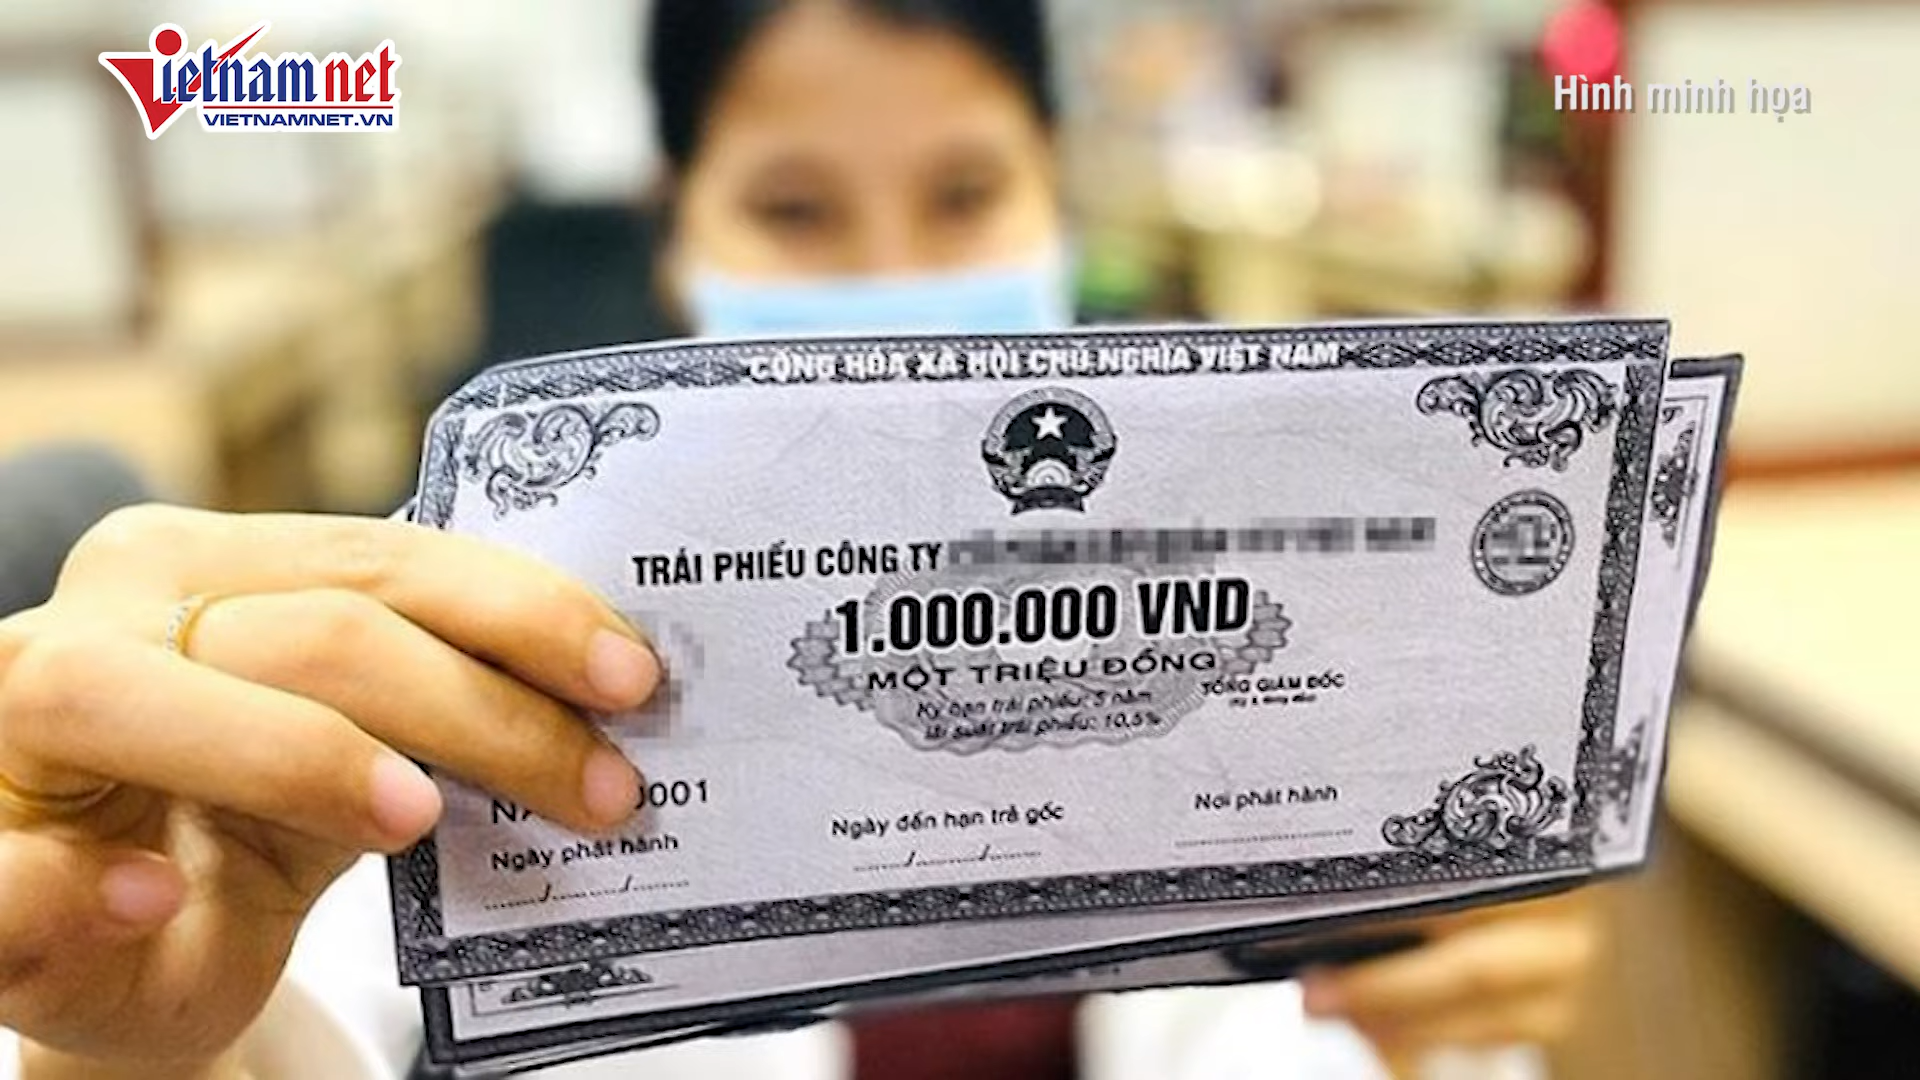 Vietnamnet
VIETNAMNET.VN
Hình minh họa
CỘNG HÒA XÃ HỘI CHỦ NGHĨA VIỆT NAM
TRÁI PHIẾU CÔNG TY
1.000.000 VND
MỘT TRIỆU ĐỒNG
Kỳ hạn trái phiếu: 5 năm
lãi suất trái phiếu: 10,5%
TỔNG GIÁM ĐỐC
0001
Ngày phát hành
Ngày đến hạn trả gốc
Nơi phát hành